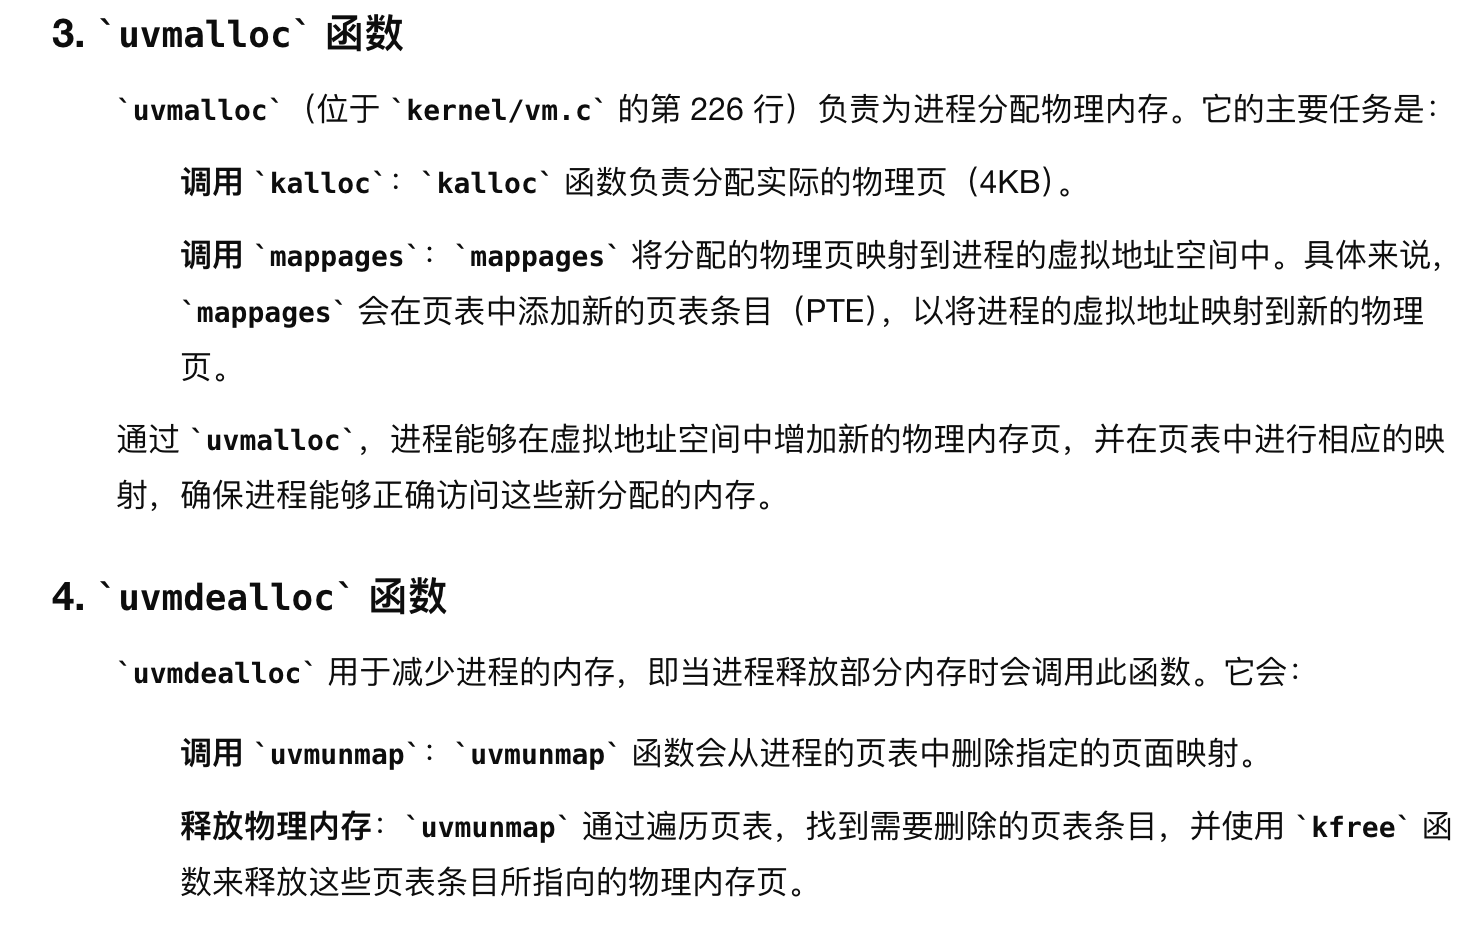 3. `uvmalloc` 函数
`uvmalloc`（位于 `kernel/vm.c` 的第 226 行）负责为进程分配物理内存。它的主要任务是：
调用 `kalloc`：`kalloc` 函数负责分配实际的物理页（4KB）。
调用 `mappages`：`mappages` 将分配的物理页映射到进程的虚拟地址空间中。具体来说，
`mappages` 会在页表中添加新的页表条目（PTE），以将进程的虚拟地址映射到新的物理
页。
通过 `uvmalloc`，进程能够在虚拟地址空间中增加新的物理内存页，并在页表中进行相应的映
射，确保进程能够正确访问这些新分配的内存。
4. `uvmdealloc` 函数
`uvmdealloc` 用于减少进程的内存，即当进程释放部分内存时会调用此函数。它会：
调用 `uvmunmap`：`uvmunmap` 函数会从进程的页表中删除指定的页面映射。
释放物理内存：`uvmunmap` 通过遍历页表，找到需要删除的页表条目，并使用 `kfree` 函
数来释放这些页表条目所指向的物理内存页。